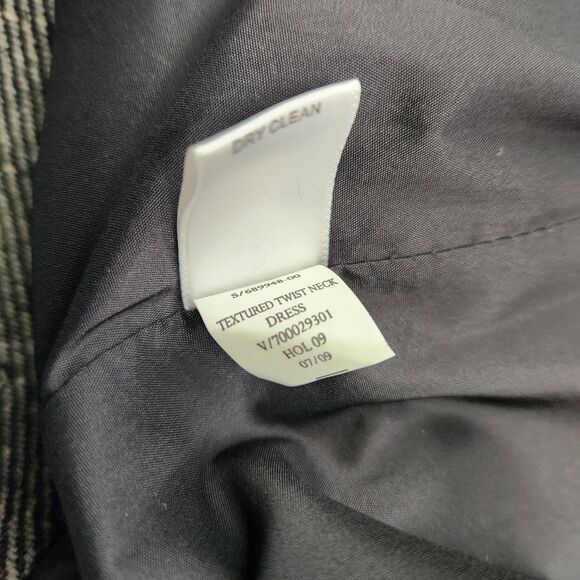 DRY CLEAN
S/689948-00
TEXTURED TWIST NECK
DRESS
V/700029301
HOL 09
07/09